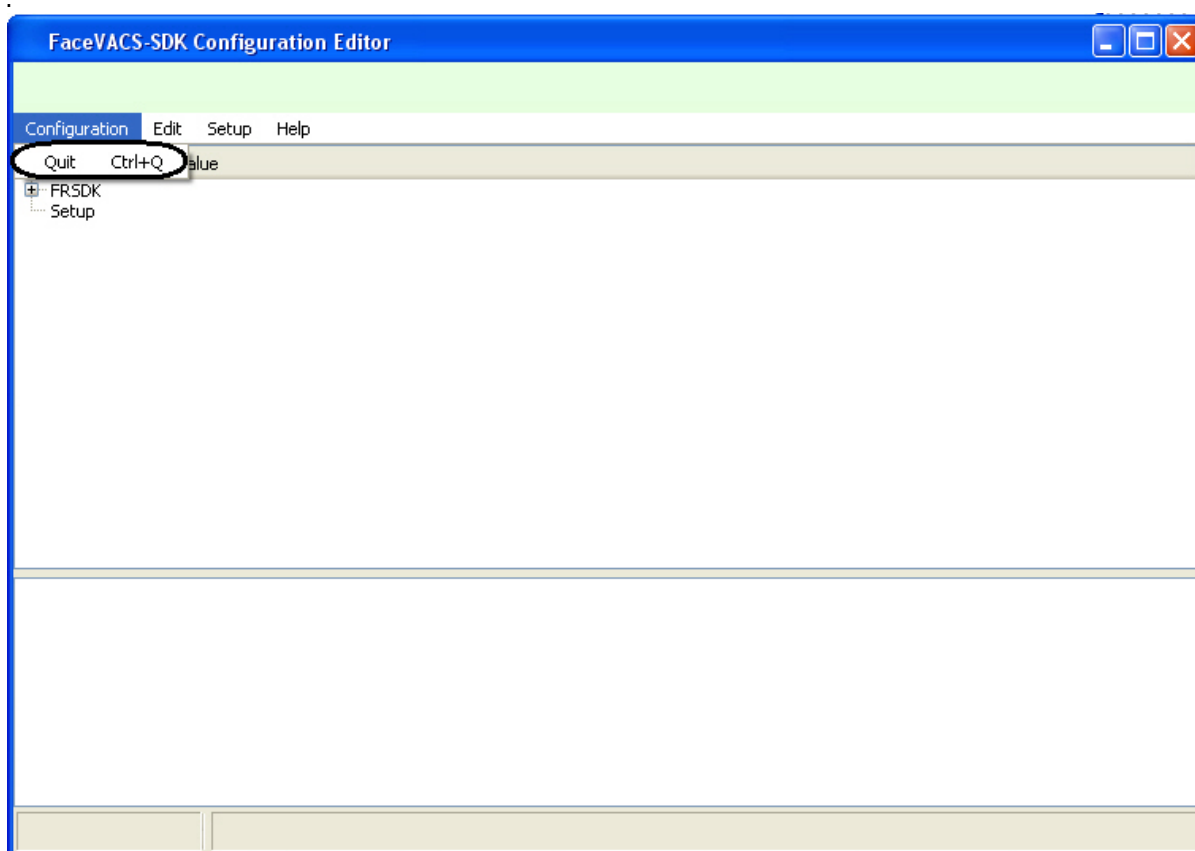 FaceVACS-SDK Configuration Editor
Configuration Edit Setup Help
Quit Ctrl+Q alue
FRSDK
Setup